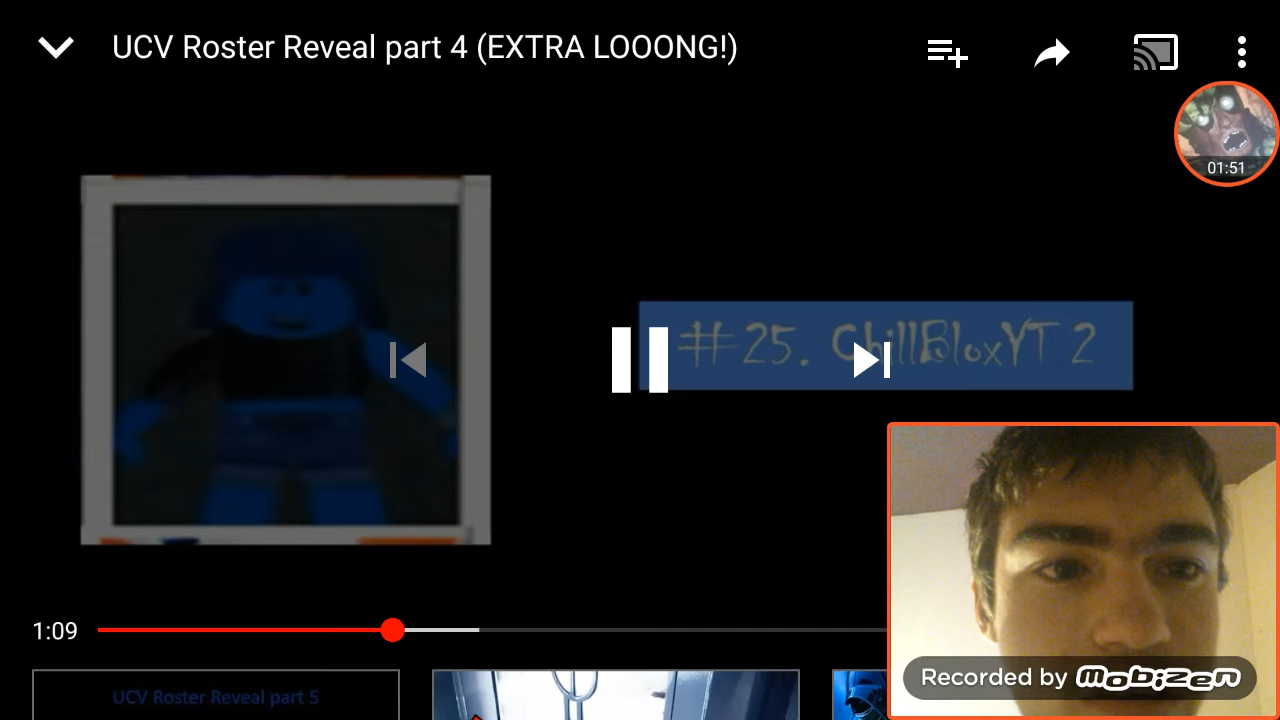 UCV Roster Reveal part 4 (EXTRA LOOONG!)
01:51
#25. ChillBloxYT 2
1:09
UCV Roster Reveal part 5
Recorded by mobizen